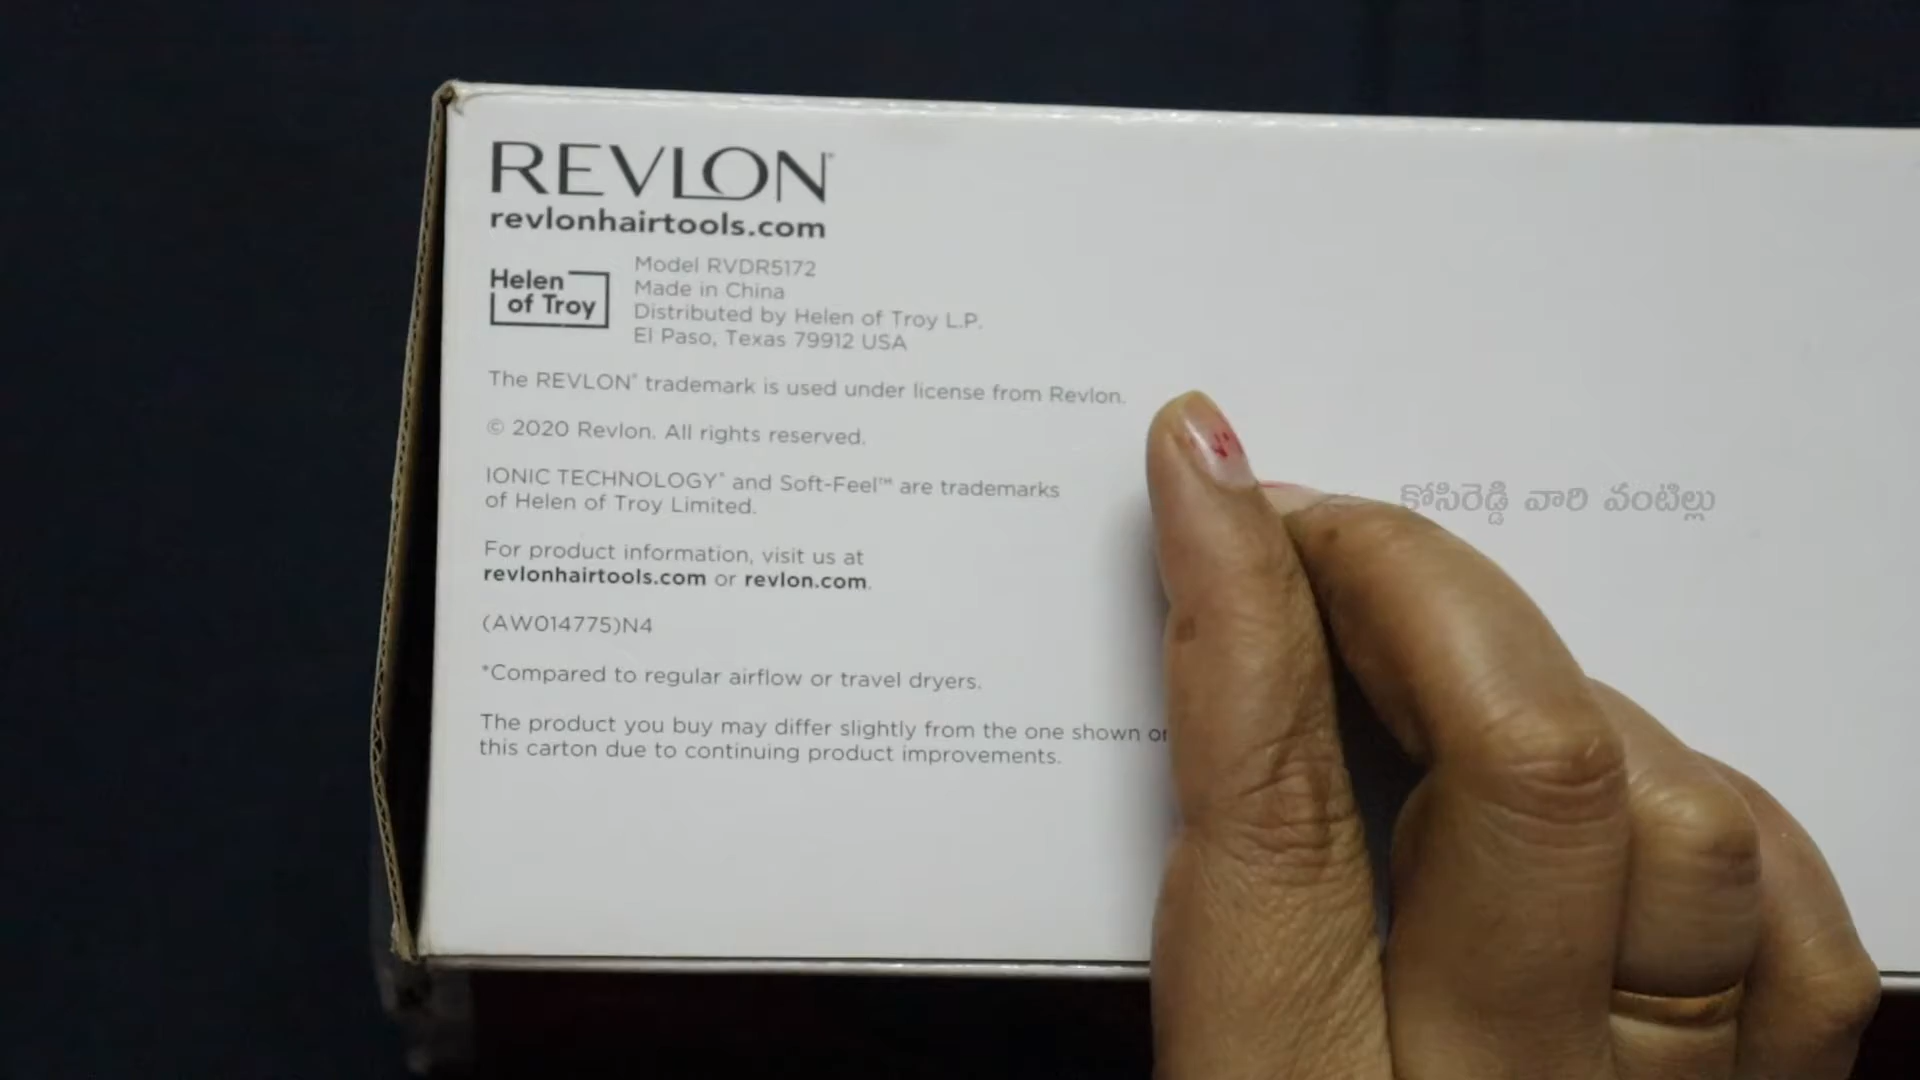 REVLON®
revlonhairtools.com
Helen
of Troy
Model RVDR5172
Made in China
Distributed by Helen of Troy L.P.
El Paso, Texas 79912 USA
The REVLON® trademark is used under license from Revlon.
© 2020 Revlon. All rights reserved.
IONIC TECHNOLOGY® and Soft-Feel™ are trademarks
of Helen of Troy Limited.
For product information, visit us at
revlonhairtools.com or revlon.com.
(AW014775)N4
*Compared to regular airflow or travel dryers.
The product you buy may differ slightly from the one shown
this carton due to continuing product improvements.
కోసిరెడ్డి వారి వంటిల్లు